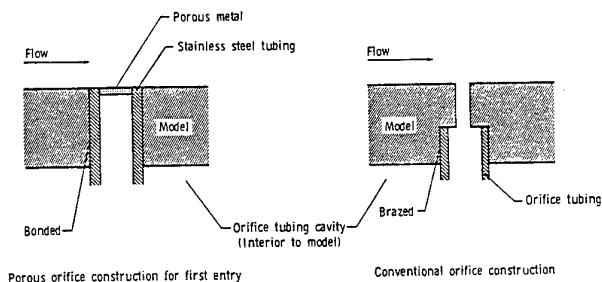 Porous metal
Stainless steel tubing
Flow
Model
Bonded
Orifice tubing cavity
(Interior to model)
Porous orifice construction for first entry
Flow
Model
Brazed
Orifice tubing
Conventional orifice construction